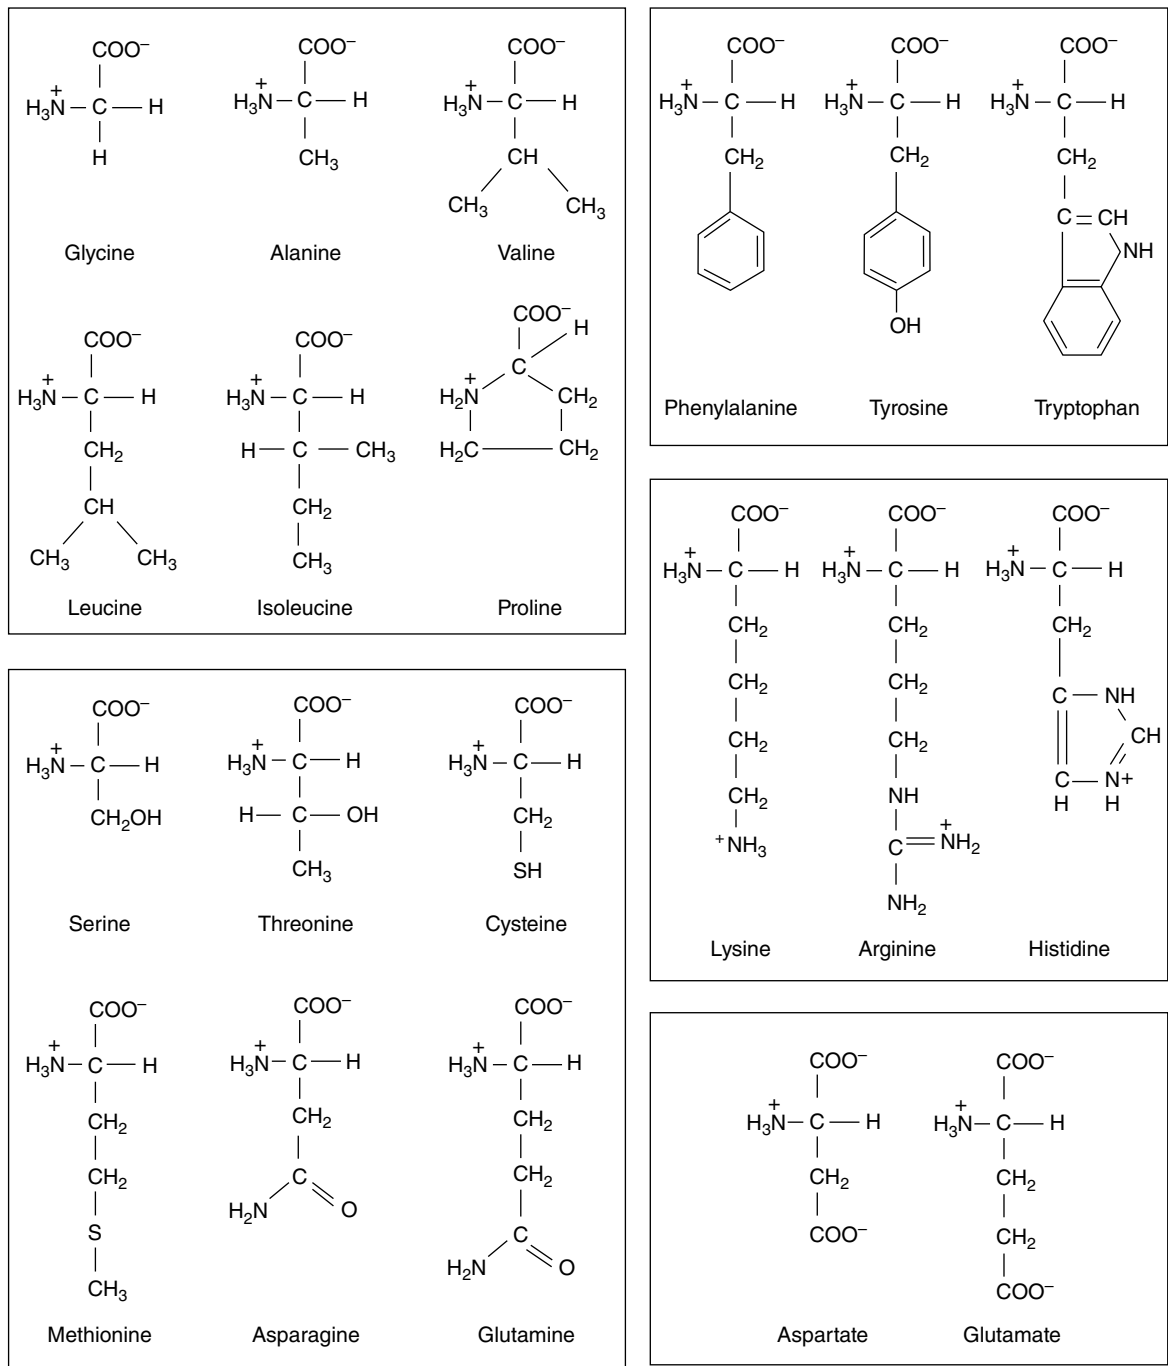 COO⁻ COO⁻ COO⁻
+ + +
H₃N C H H₃N C H H₃N C H
H CH₃ CH
CH₃ CH₃
Glycine Alanine Valine
COO⁻ COO⁻ COO⁻ H
+ + + C
H₃N C H H₃N C H H₂N CH₂
CH₂ H C CH₃ H₂C CH₂
CH CH₂
CH₃ CH₃ CH₃
Leucine Isoleucine Proline
COO⁻ COO⁻ COO⁻
+ + +
H₃N C H H₃N C H H₃N C H
CH₂OH H C OH CH₂
CH₃ SH
Serine Threonine Cysteine
COO⁻ COO⁻ COO⁻
+ + +
H₃N C H H₃N C H H₃N C H
CH₂ CH₂ CH₂
CH₂ C CH₂
H₂N O
S C
H₂N O
CH₃
Methionine Asparagine Glutamine
COO⁻ COO⁻ COO⁻
+ + +
H₃N C H H₃N C H H₃N C H
CH₂ CH₂ CH₂
C=CH
NH
OH
Phenylalanine Tyrosine Tryptophan
COO⁻ COO⁻ COO⁻
+ + +
H₃N C H H₃N C H H₃N C H
CH₂ CH₂ CH₂
CH₂ CH₂ C NH
CH₂ CH₂ CH
CH₂ NH C N+
H H
+
⁺NH₃ C=NH₂
NH₂
Lysine Arginine Histidine
COO⁻ COO⁻
+ +
H₃N C H H₃N C H
CH₂ CH₂
COO⁻ CH₂
COO⁻
Aspartate Glutamate